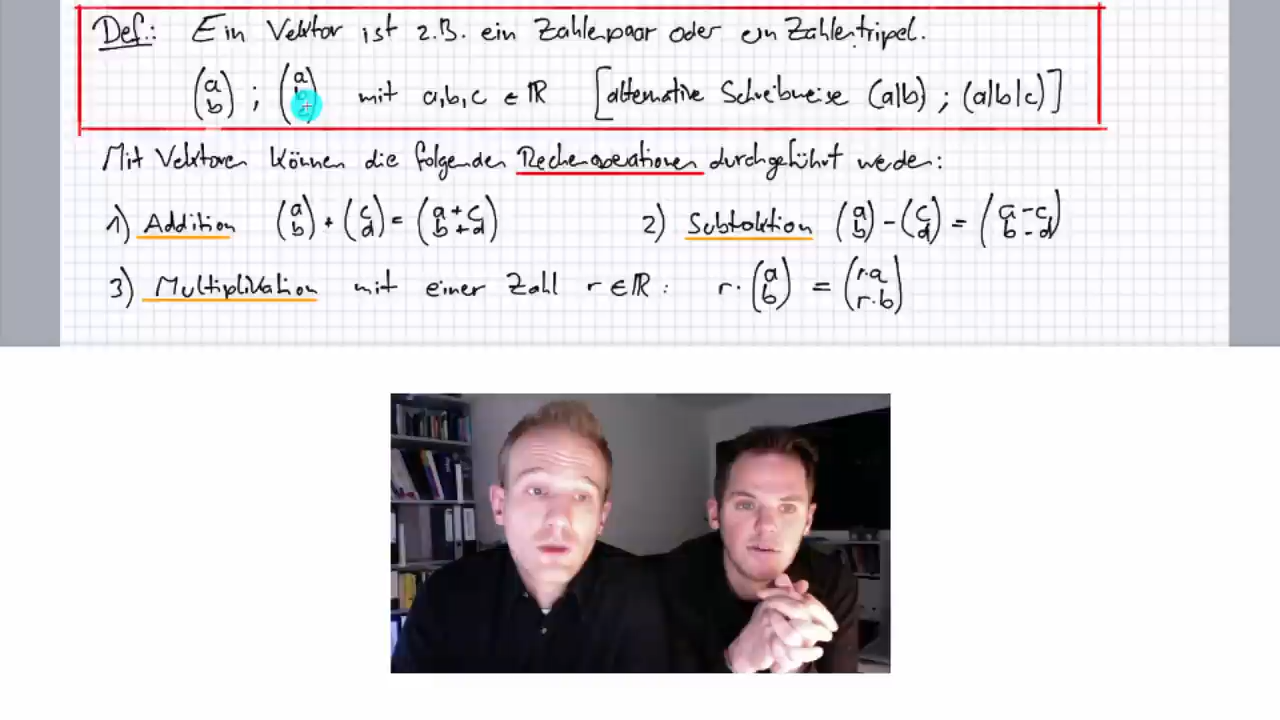 Def.: Ein Vektor ist z.B. ein Zahlenpaar oder ein Zahlentripel.
(a b) ; (a b c) mit a,b,c ∈ ℝ [alternative Schreibweise (a|b) ; (a|b|c)]
Mit Vektoren können die folgenden Rechenoperationen durchgeführt werden:
1) Addition (a b) + (c d) = (a+c b+d) 2) Subtraktion (a b) - (c d) = (a-c b-d)
3) Multiplikation mit einer Zahl r ∈ ℝ : r · (a b) = (r·a r·b)